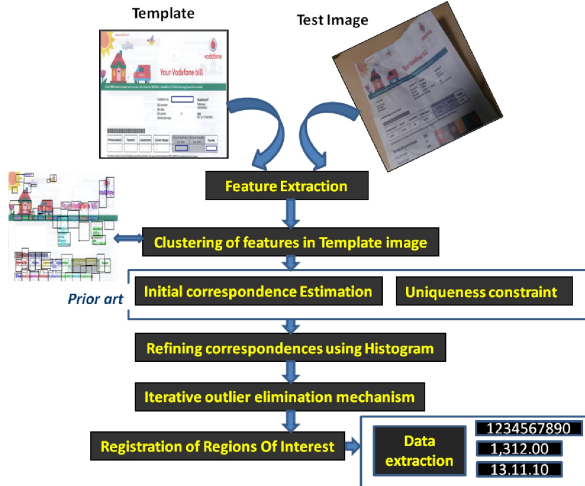 Template
Test Image
vodafone
Your Vodafone bill
Feature Extraction
Clustering of features in Template image
Prior art
Initial correspondence Estimation
Uniqueness constraint
Refining correspondences using Histogram
Iterative outlier elimination mechanism
Registration of Regions Of Interest
Data
extraction
1234567890
1,312.00
13.11.10